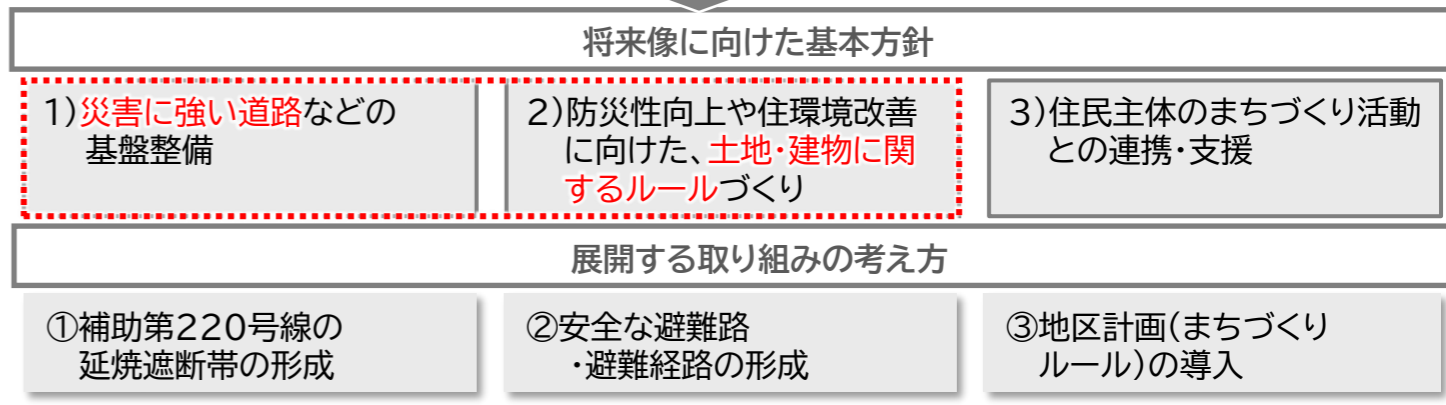 将来像に向けた基本方針
1)災害に強い道路などの
基盤整備
2)防災性向上や住環境改善
に向けた、土地・建物に関
するルールづくり
3)住民主体のまちづくり活動
との連携・支援
展開する取り組みの考え方
①補助第220号線の
延焼遮断帯の形成
②安全な避難路
・避難経路の形成
③地区計画(まちづくり
ルール)の導入